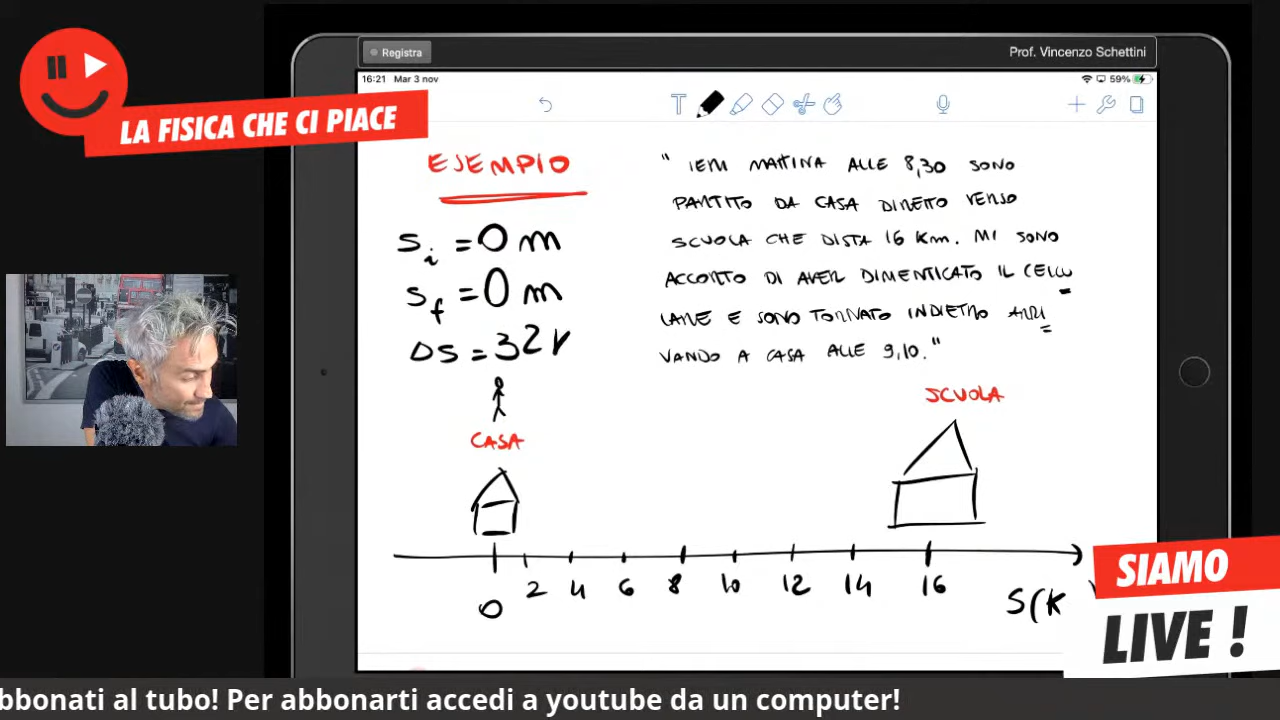 Registra
Prof. Vincenzo Schettini
16:21 Mar 3 nov
59%
LA FISICA CHE CI PIACE
T
ESEMPIO
Si = 0 m
Sf = 0 m
ΔS = 32
" IERI MATTINA ALLE 8,30 SONO
PARTITO DA CASA DIRETTO VERSO
SCUOLA CHE DISTA 16 Km. MI SONO
ACCORTO DI AVER DIMENTICATO IL CELLU
LARE E SONO TORNATO INDIETRO ARRI
VANDO A CASA ALLE 9,10. "
CASA
SCUOLA
0 2 4 6 8 10 12 14 16
S(K
SIAMO
LIVE !
bbonati al tubo! Per abbonarti accedi a youtube da un computer!